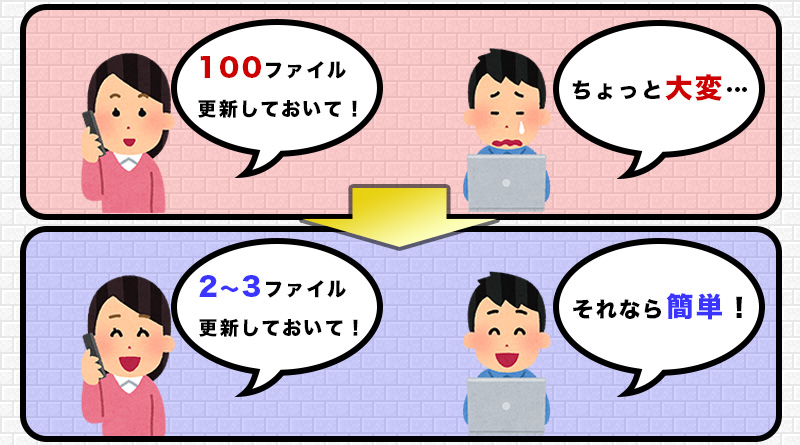 100ファイル
更新しておいて！
ちょっと大変…
2～3ファイル
更新しておいて！
それなら簡単！